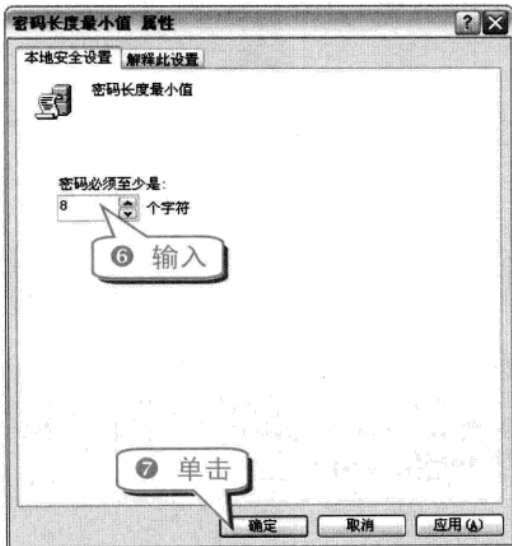 密码长度最小值 属性
本地安全设置 解释此设置
密码长度最小值
密码必须至少是:
8 个字符
❻ 输入
❼ 单击
确定 取消 应用(A)